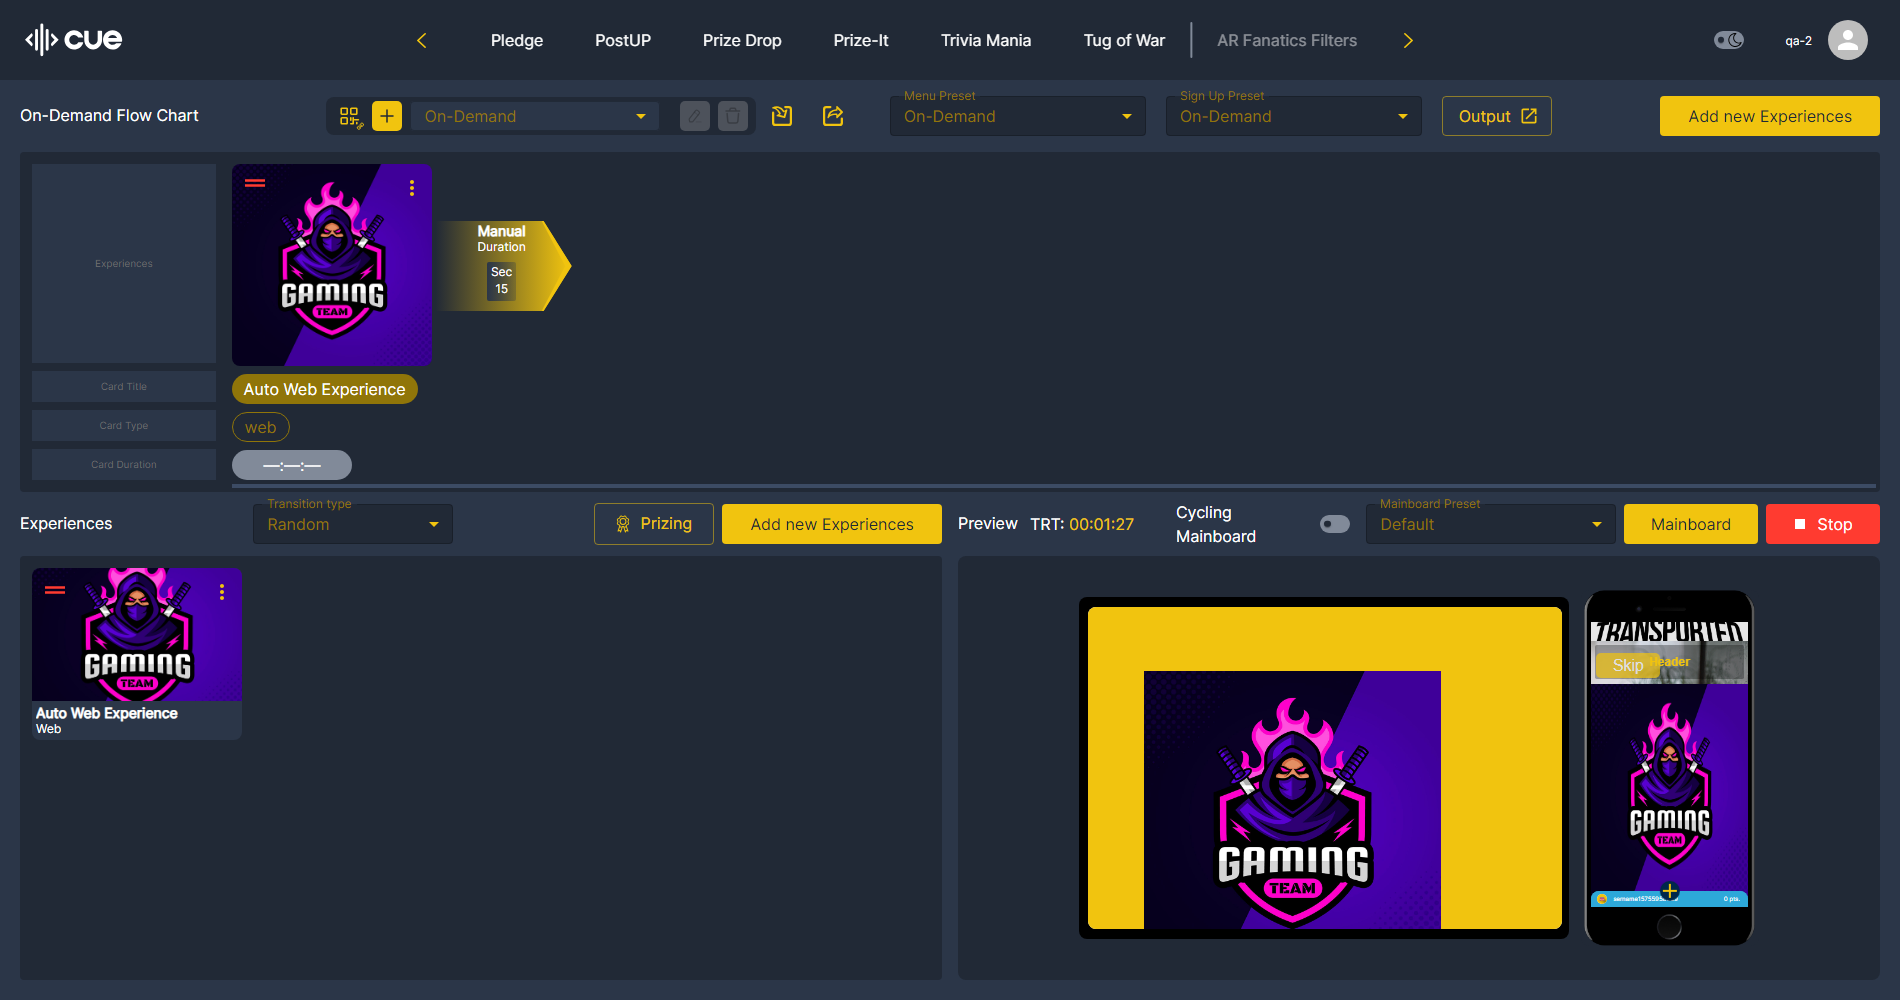 cue
Pledge
PostUP
Prize Drop
Prize-It
Trivia Mania
Tug of War
AR Fanatics Filters
qa-2
On-Demand Flow Chart
On-Demand
Menu Preset
On-Demand
Sign Up Preset
On-Demand
Output
Add new Experiences
Experiences
GAMING
TEAM
Manual
Duration
Sec
15
Card Title
Auto Web Experience
Card Type
web
Card Duration
—:—:—
Experiences
Transition type
Random
Prizing
Add new Experiences
Preview
TRT: 00:01:27
Cycling
Mainboard
Mainboard Preset
Default
Mainboard
Stop
GAMING
TEAM
Auto Web Experience
Web
GAMING
TEAM
TRANSPORTED
Skip
Header
GAMING
TEAM
0 pts.